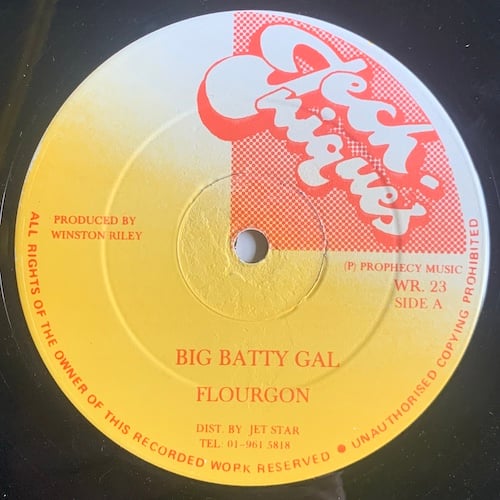 Tech-
niques
PRODUCED BY
WINSTON RILEY
(P) PROPHECY MUSIC
WR. 23
SIDE A
BIG BATTY GAL
FLOURGON
DIST. BY JET STAR
TEL: 01-961 5818
ALL RIGHTS OF THE OWNER OF THIS RECORDED WORK RESERVED ● UNAUTHORISED COPYING PROHIBITED